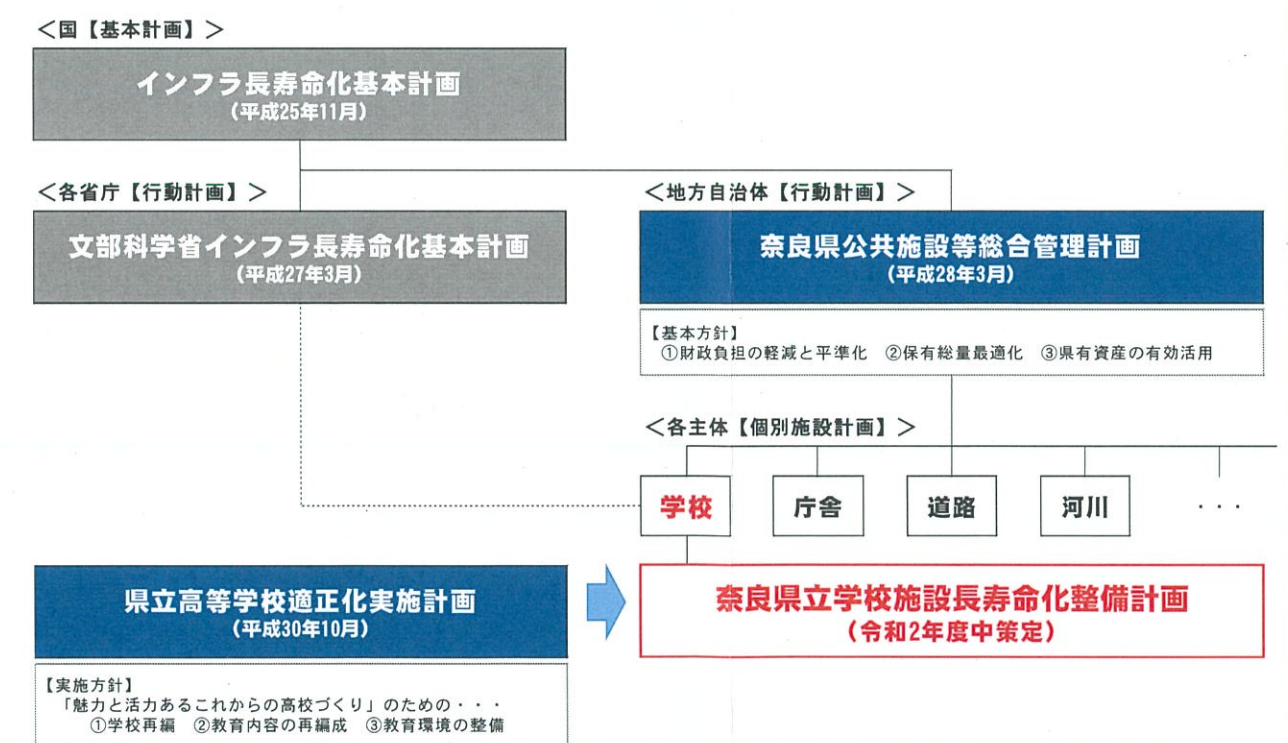 ＜国【基本計画】＞
インフラ長寿命化基本計画
（平成25年11月）
＜各省庁【行動計画】＞
文部科学省インフラ長寿命化基本計画
（平成27年3月）
＜地方自治体【行動計画】＞
奈良県公共施設等総合管理計画
（平成28年3月）
【基本方針】
①財政負担の軽減と平準化　②保有総量最適化　③県有資産の有効活用
＜各主体【個別施設計画】＞
学校
庁舎
道路
河川
・・・
県立高等学校適正化実施計画
（平成30年10月）
【実施方針】
「魅力と活力あるこれからの高校づくり」のための・・・
①学校再編　②教育内容の再編成　③教育環境の整備
奈良県立学校施設長寿命化整備計画
（令和2年度中策定）